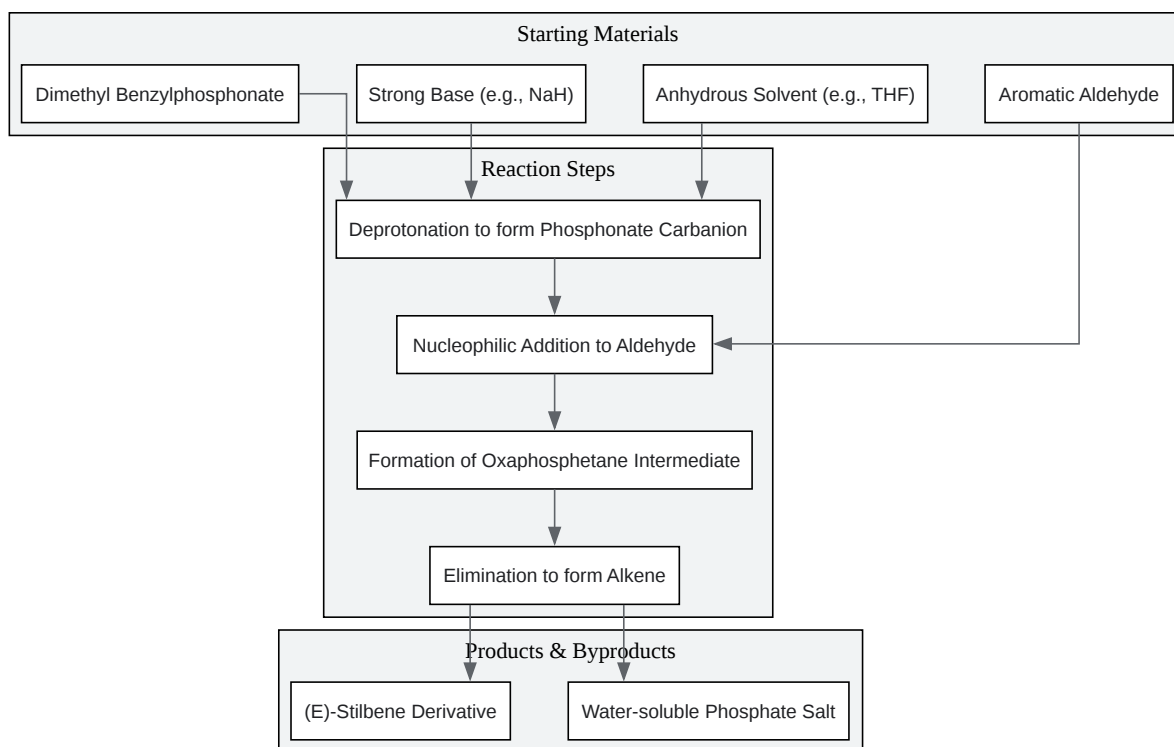 Starting Materials
Dimethyl Benzylphosphonate
Strong Base (e.g., NaH)
Anhydrous Solvent (e.g., THF)
Aromatic Aldehyde
Reaction Steps
Deprotonation to form Phosphonate Carbanion
Nucleophilic Addition to Aldehyde
Formation of Oxaphosphetane Intermediate
Elimination to form Alkene
Products & Byproducts
(E)-Stilbene Derivative
Water-soluble Phosphate Salt